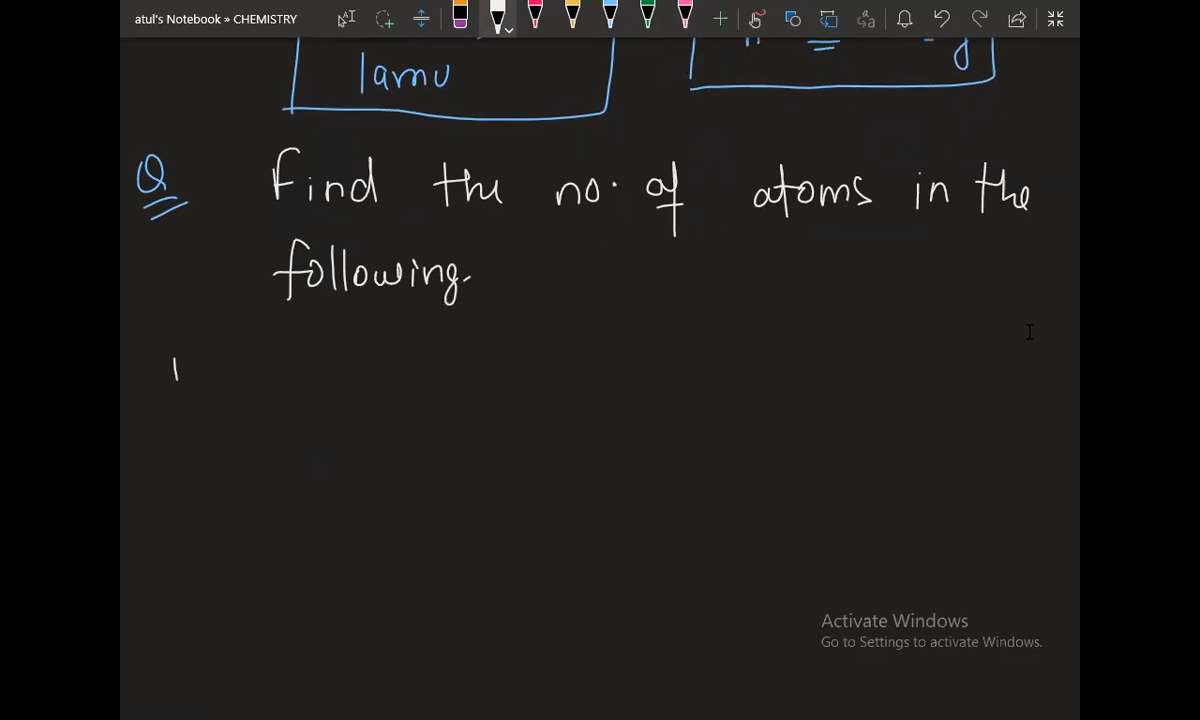 atul's Notebook » CHEMISTRY
1amu
Q Find the no. of atoms in the
following.
Activate Windows
Go to Settings to activate Windows.